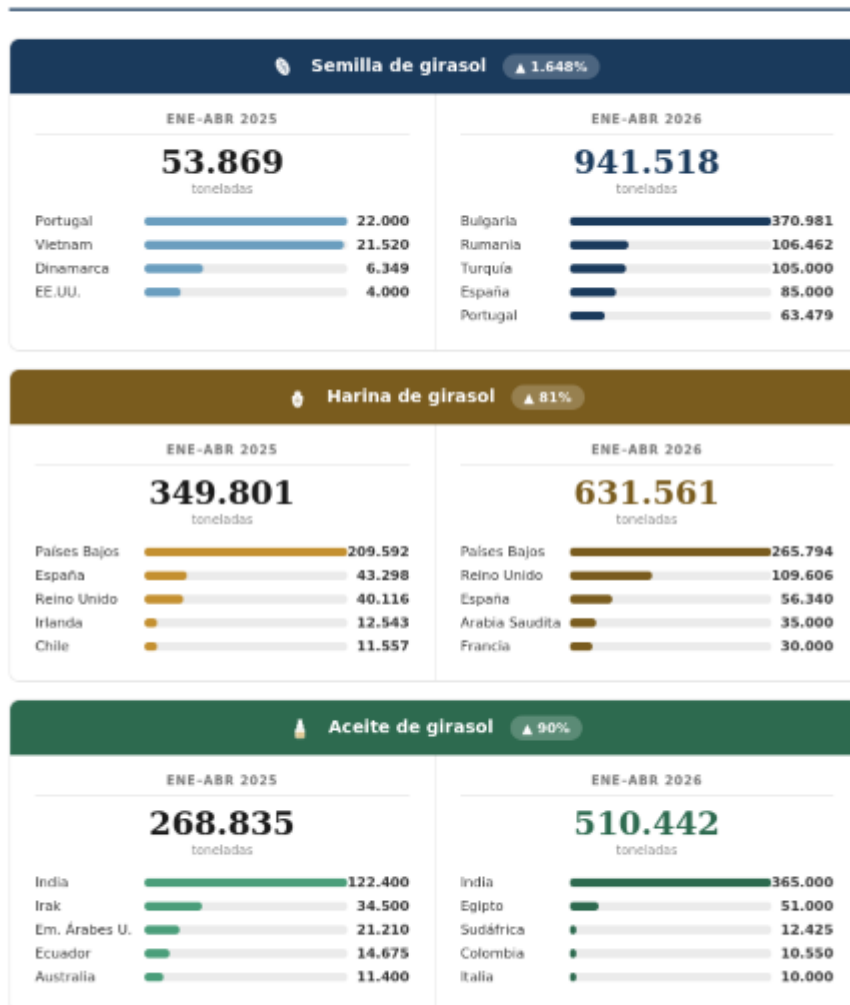 Semilla de girasol ▲ 1.648%
ENE-ABR 2025
53.869
toneladas
Portugal 22.000
Vietnam 21.520
Dinamarca 6.349
EE.UU. 4.000
ENE-ABR 2026
941.518
toneladas
Bulgaria 370.981
Rumania 106.462
Turquía 105.000
España 85.000
Portugal 63.479
Harina de girasol ▲ 81%
ENE-ABR 2025
349.801
toneladas
Países Bajos 209.592
España 43.298
Reino Unido 40.116
Irlanda 12.543
Chile 11.557
ENE-ABR 2026
631.561
toneladas
Países Bajos 265.794
Reino Unido 109.606
España 56.340
Arabia Saudita 35.000
Francia 30.000
Aceite de girasol ▲ 90%
ENE-ABR 2025
268.835
toneladas
India 122.400
Irak 34.500
Em. Árabes U. 21.210
Ecuador 14.675
Australia 11.400
ENE-ABR 2026
510.442
toneladas
India 365.000
Egipto 51.000
Sudáfrica 12.425
Colombia 10.550
Italia 10.000